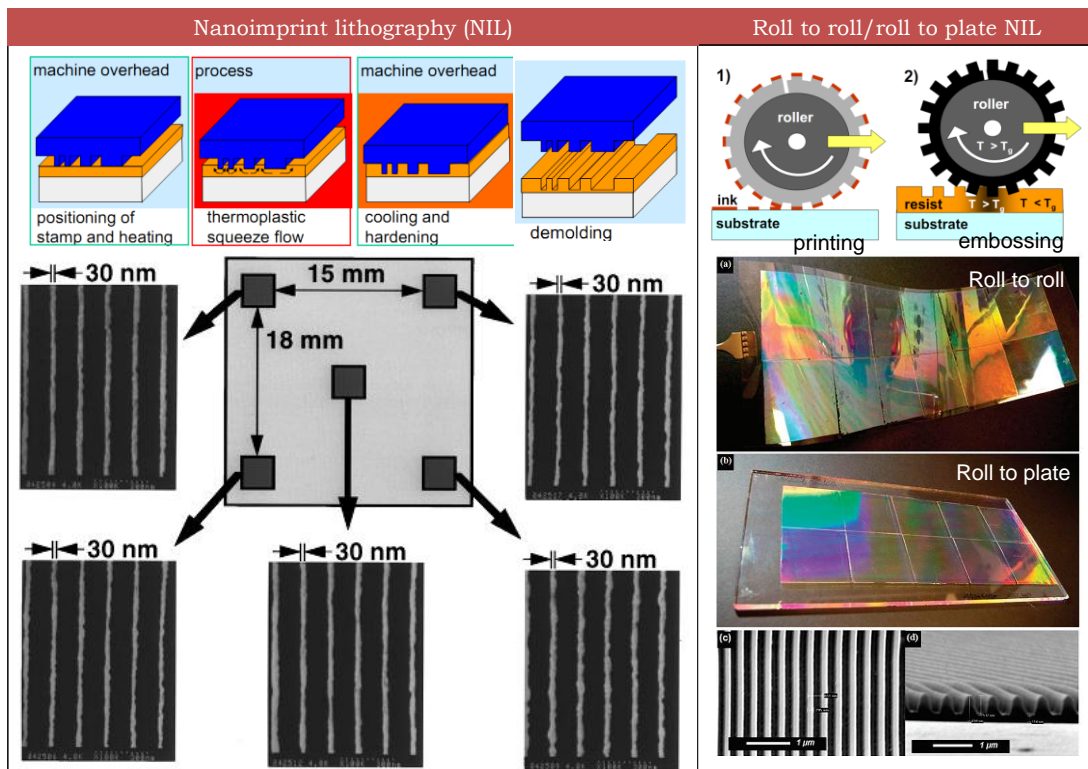 Nanoimprint lithography (NIL)
Roll to roll/roll to plate NIL
machine overhead
process
machine overhead
positioning of
stamp and heating
thermoplastic
squeeze flow
cooling and
hardening
demolding
30 nm
15 mm
18 mm
30 nm
30 nm
30 nm
30 nm
1)
roller
ink
substrate
printing
2)
roller
T > Tg
resist
T > Tg
T < Tg
substrate
embossing
(a)
Roll to roll
(b)
Roll to plate
(c)
1 µm
(d)
1 µm